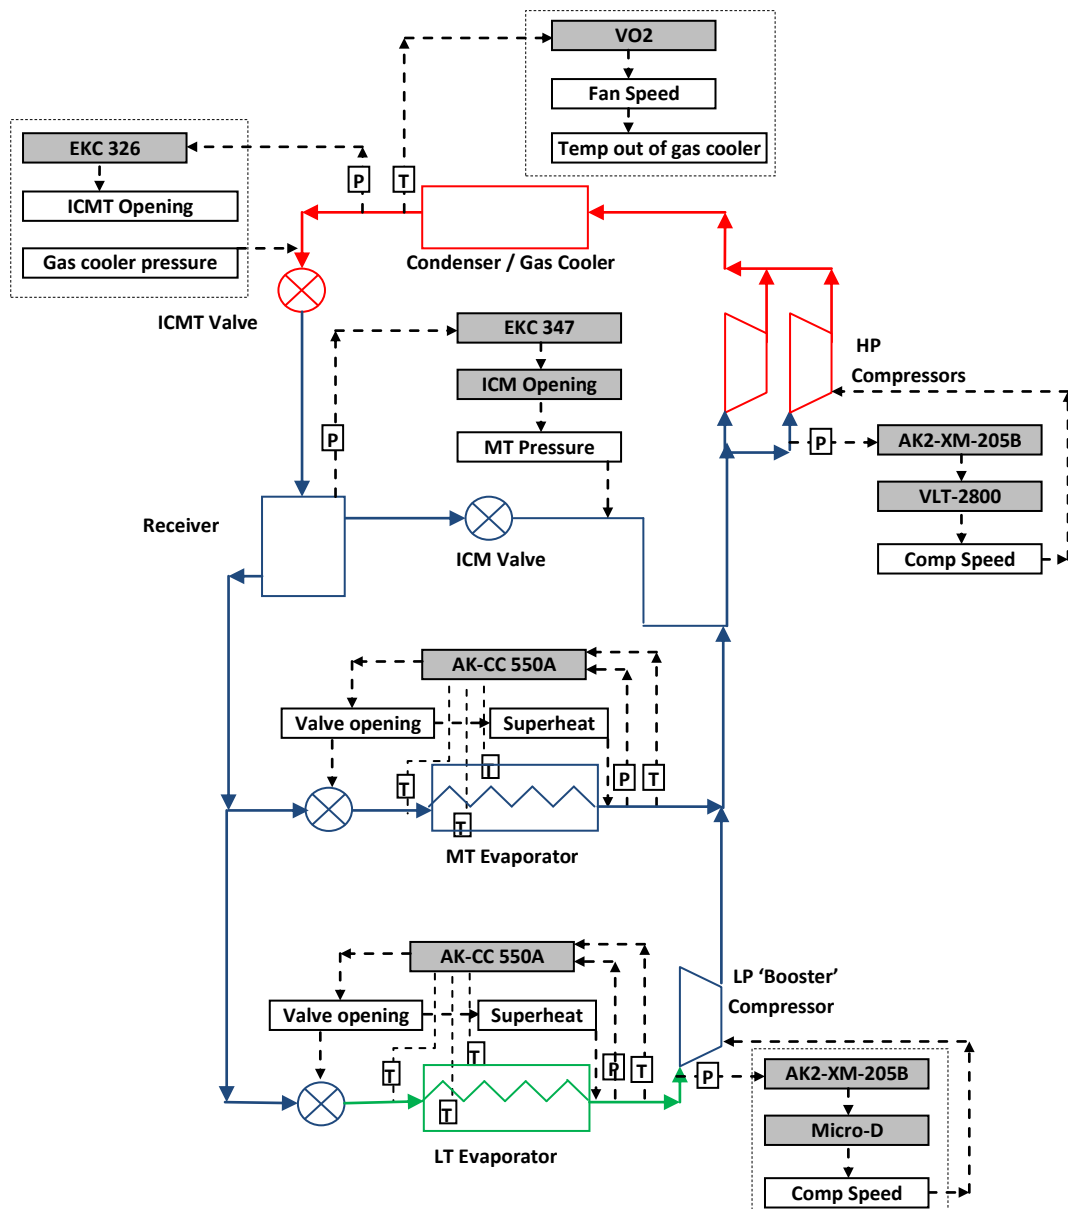 VO2
Fan Speed
Temp out of gas cooler
EKC 326
ICMT Opening
Gas cooler pressure
P
T
Condenser / Gas Cooler
ICMT Valve
EKC 347
ICM Opening
MT Pressure
P
HP
Compressors
P
AK2-XM-205B
VLT-2800
Comp Speed
Receiver
ICM Valve
AK-CC 550A
Valve opening
Superheat
T
T
T
P
T
MT Evaporator
AK-CC 550A
Valve opening
Superheat
T
T
T
P
T
LT Evaporator
LP ‘Booster’
Compressor
P
AK2-XM-205B
Micro-D
Comp Speed